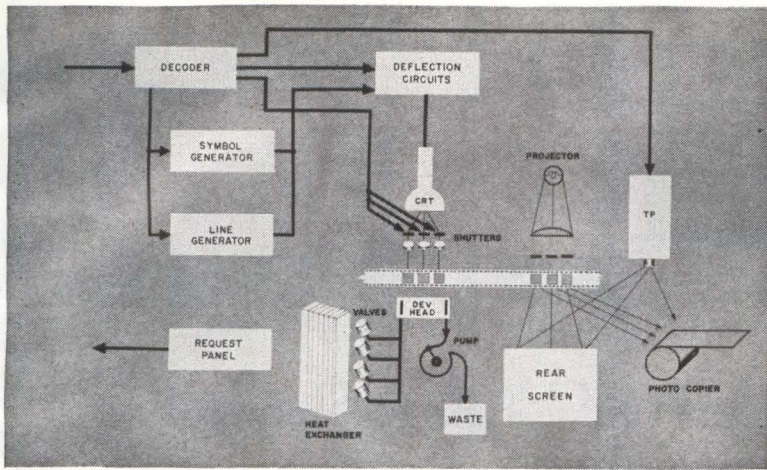 DECODER
DEFLECTION
CIRCUITS
SYMBOL
GENERATOR
PROJECTOR
CRT
TP
LINE
GENERATOR
SHUTTERS
DEV
HEAD
VALVES
PUMP
REQUEST
PANEL
REAR
SCREEN
PHOTO COPIER
WASTE
HEAT
EXCHANGER